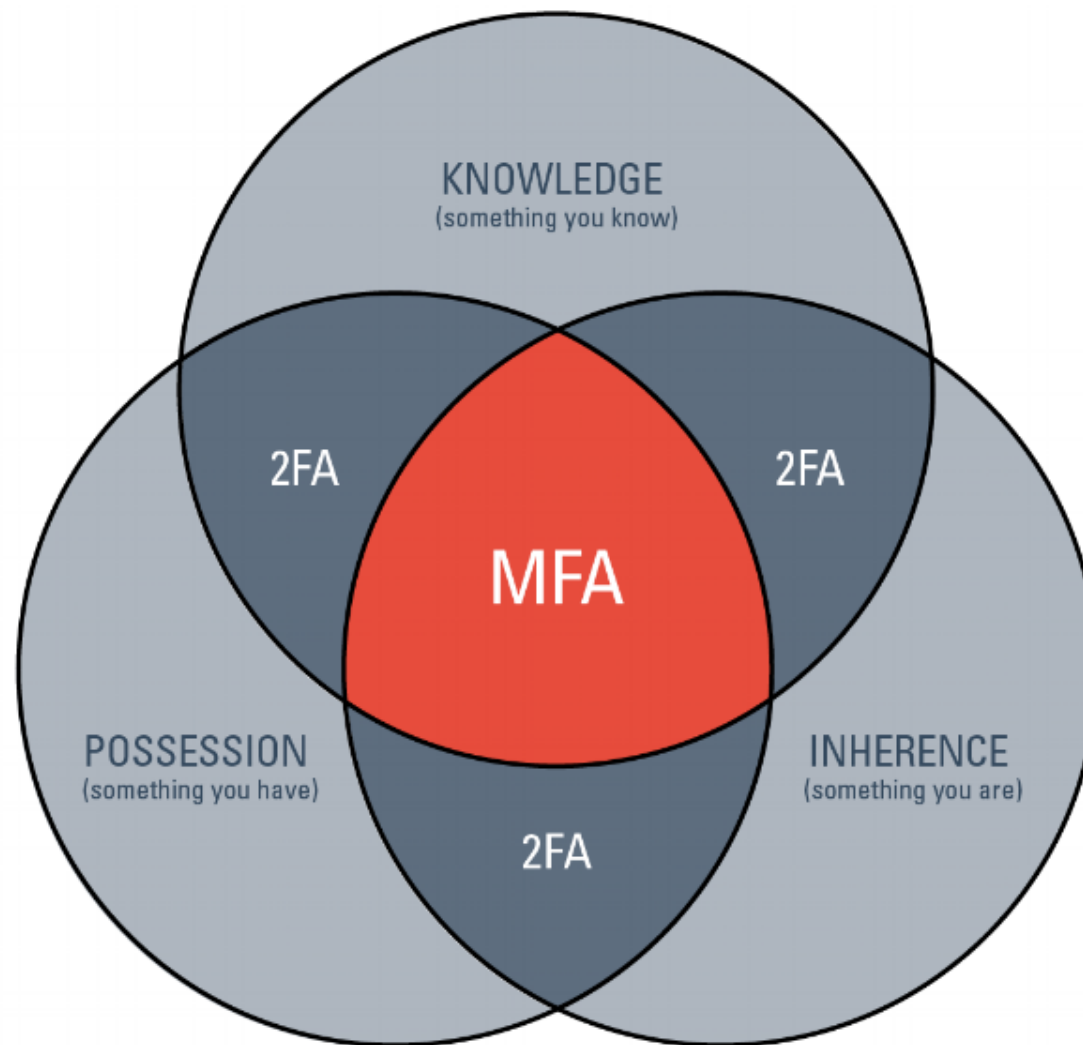 KNOWLEDGE
(something you know)
2FA
2FA
MFA
POSSESSION
(something you have)
INHERENCE
(something you are)
2FA